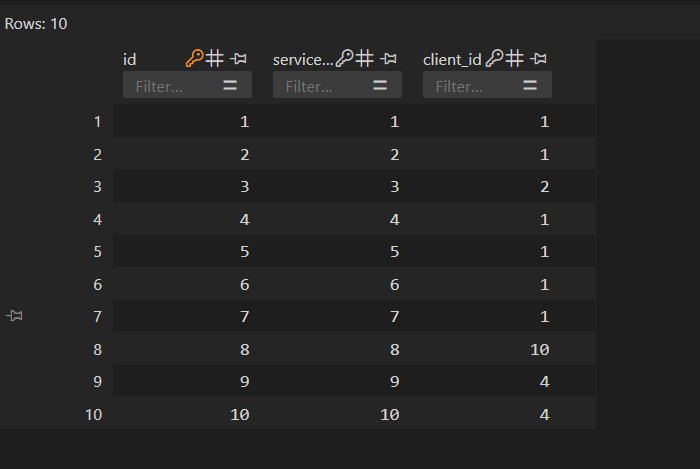 Rows: 10
id service... client_id
Filter... = Filter... = Filter... =
1 1 1 1
2 2 2 1
3 3 3 2
4 4 4 1
5 5 5 1
6 6 6 1
7 7 7 1
8 8 8 10
9 9 9 4
10 10 10 4